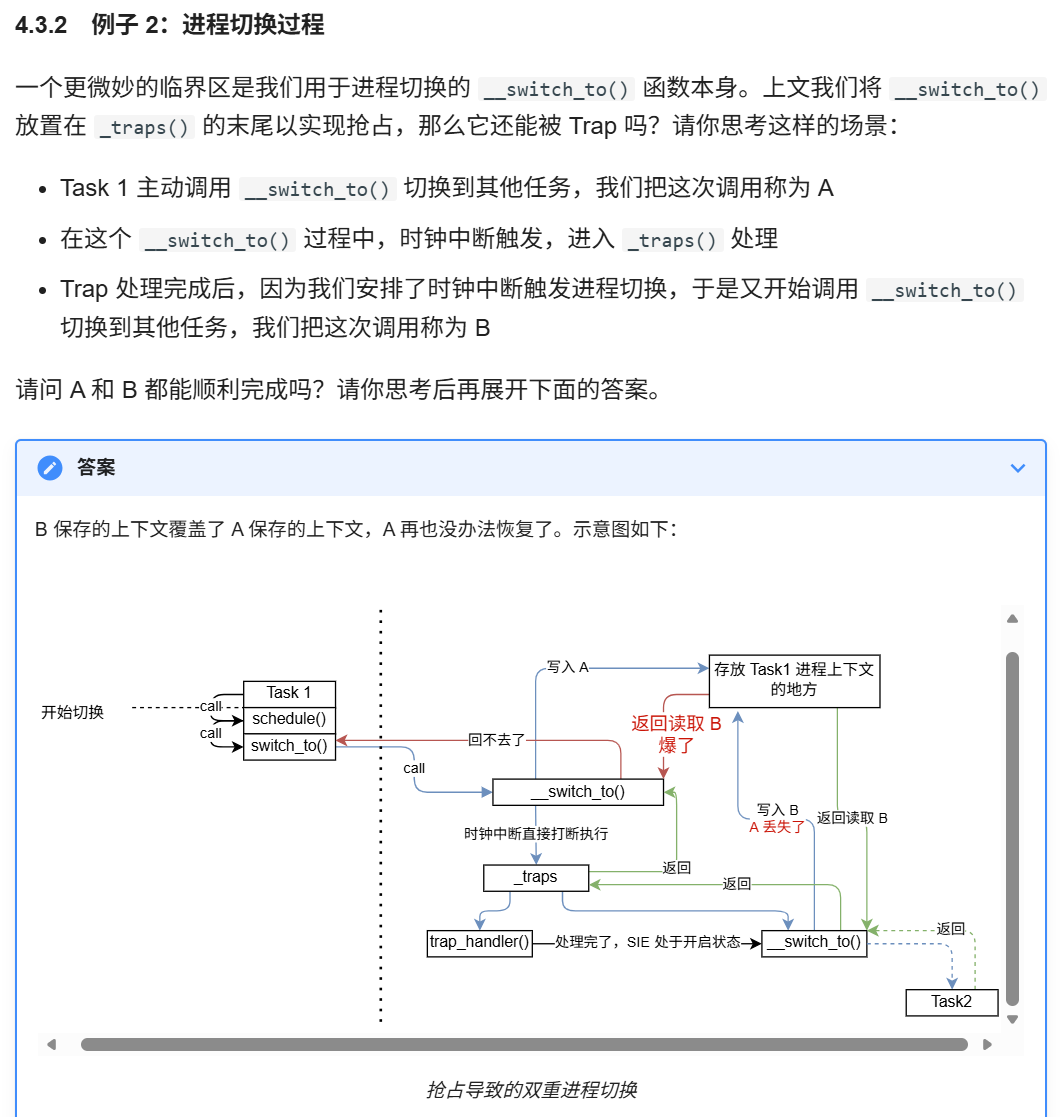 4.3.2 例子 2：进程切换过程
一个更微妙的临界区是我们用于进程切换的 __switch_to() 函数本身。上文我们将 __switch_to()
放置在 _traps() 的末尾以实现抢占，那么它还能被 Trap 吗？请你思考这样的场景：
• Task 1 主动调用 __switch_to() 切换到其他任务，我们把这次调用称为 A
• 在这个 __switch_to() 过程中，时钟中断触发，进入 _traps() 处理
• Trap 处理完成后，因为我们安排了时钟中断触发进程切换，于是又开始调用 __switch_to()
切换到其他任务，我们把这次调用称为 B
请问 A 和 B 都能顺利完成吗？请你思考后再展开下面的答案。
答案
B 保存的上下文覆盖了 A 保存的上下文，A 再也没办法恢复了。示意图如下：
开始切换
call
call
Task 1
schedule()
switch_to()
写入 A
存放 Task1 进程上下文
的地方
返回读取 B
爆了
回不去了
call
__switch_to()
时钟中断直接打断执行
写入 B
A 丢失了
返回读取 B
_traps
返回
返回
trap_handler()
处理完了，SIE 处于开启状态
__switch_to()
返回
Task2
抢占导致的双重进程切换